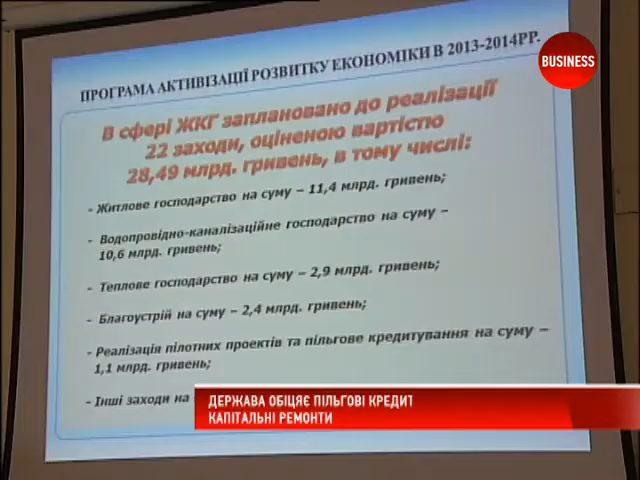 ПРОГРАМА АКТИВІЗАЦІЇ РОЗВИТКУ ЕКОНОМІКИ В 2013-2014РР.
BUSINESS
В сфері ЖКГ заплановано до реалізації
22 заходи, оціненою вартістю
28,49 млрд. гривень, в тому числі:
- Житлове господарство на суму – 11,4 млрд. гривень;
- Водопровідно-каналізаційне господарство на суму –
10,6 млрд. гривень;
- Теплове господарство на суму – 2,9 млрд. гривень;
- Благоустрій на суму – 2,4 млрд. гривень;
- Реалізація пілотних проектів та пільгове кредитування на суму –
1,1 млрд. гривень;
- Інші заходи на
ДЕРЖАВА ОБІЦЯЄ ПІЛЬГОВІ КРЕДИТ
КАПІТАЛЬНІ РЕМОНТИ